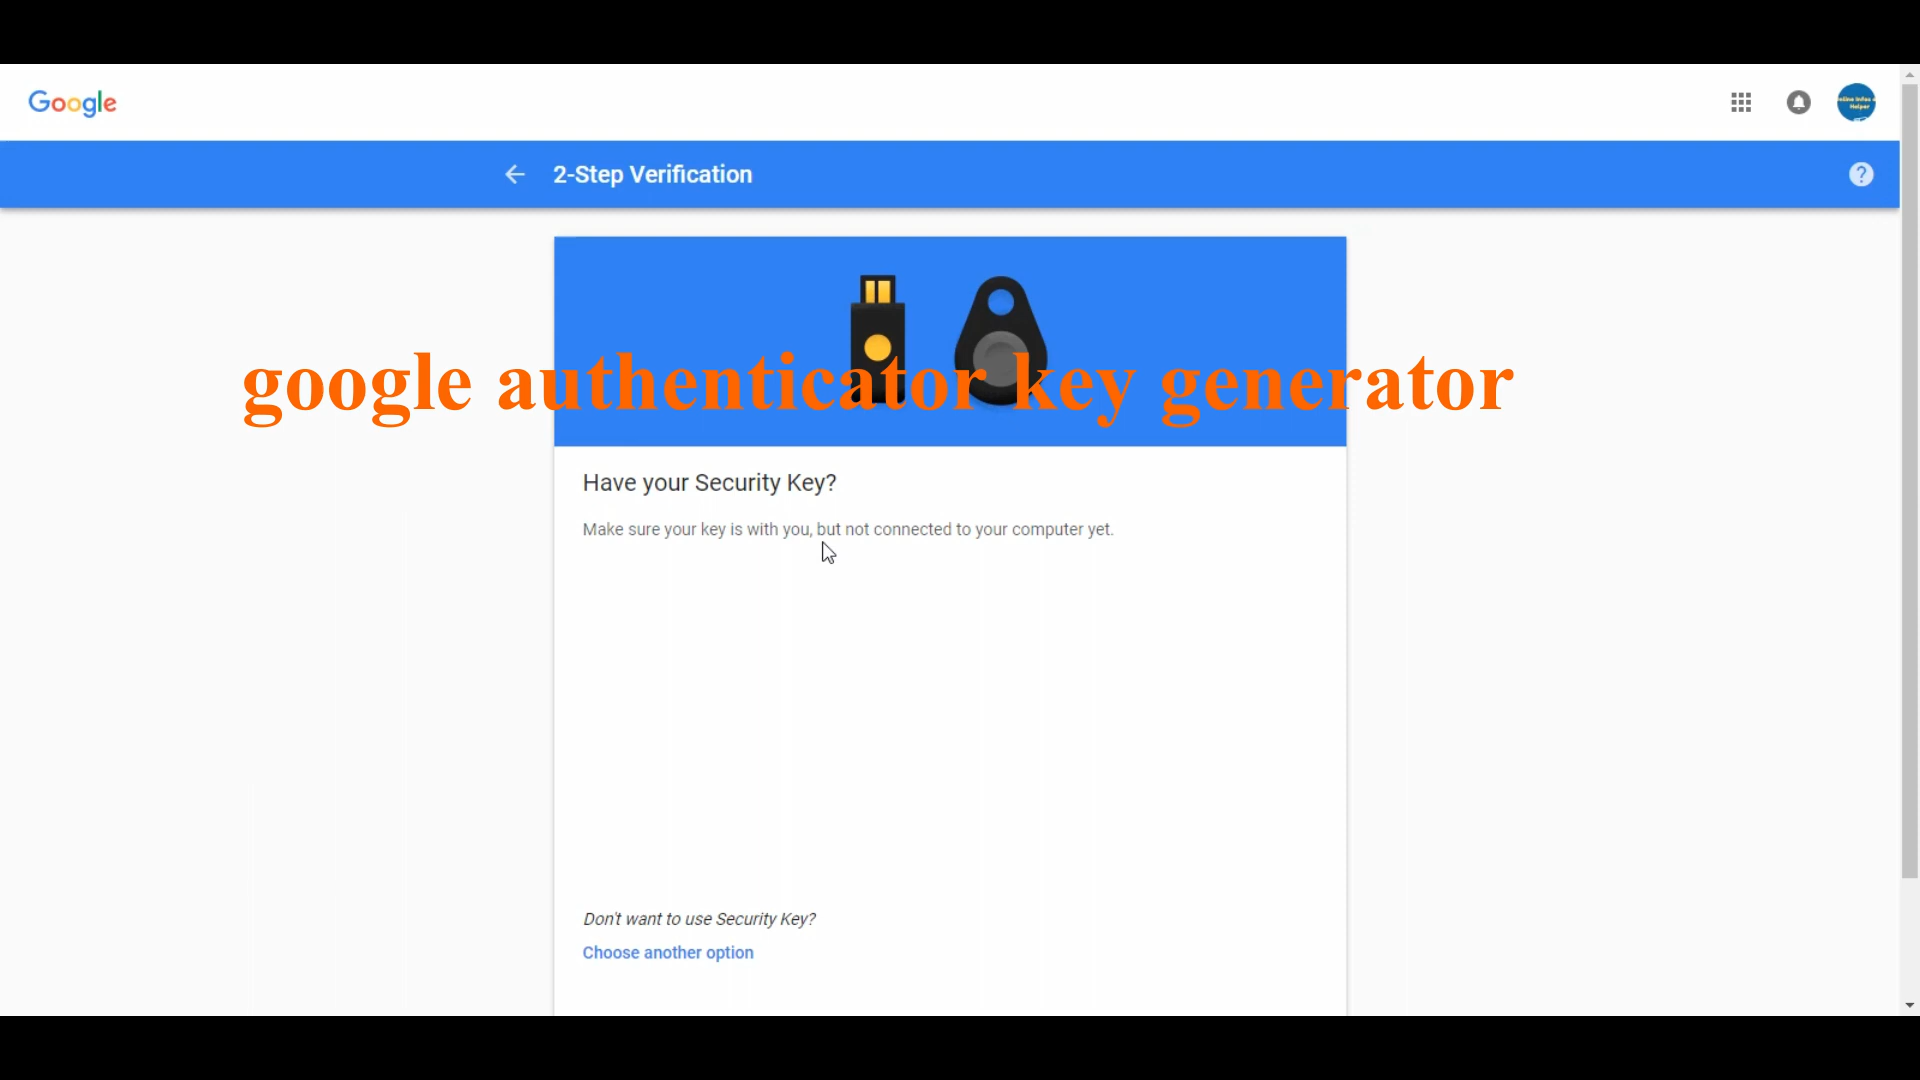 Google
2-Step Verification
?
google authenticator key generator
Have your Security Key?
Make sure your key is with you, but not connected to your computer yet.
Don't want to use Security Key?
Choose another option